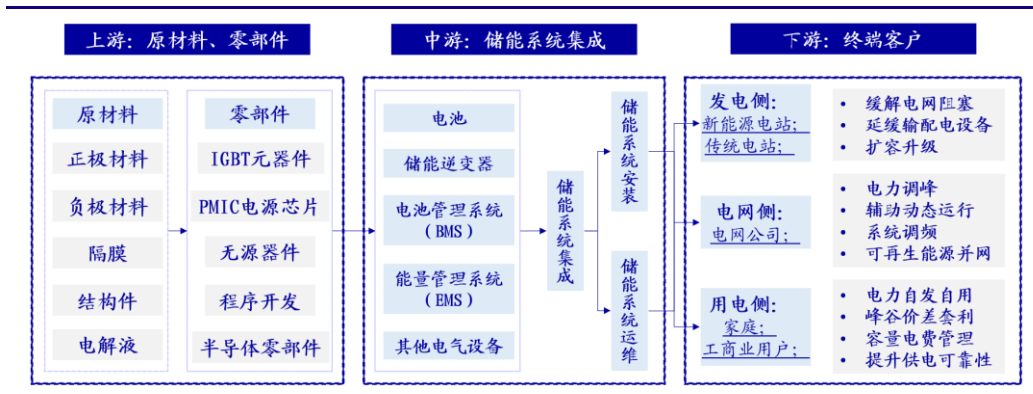 上游：原材料、零部件
原材料
正极材料
负极材料
隔膜
结构件
电解液
零部件
IGBT元器件
PMIC电源芯片
无源器件
程序开发
半导体零部件
中游：储能系统集成
电池
储能逆变器
电池管理系统
（BMS）
能量管理系统
（EMS）
其他电气设备
储能系统集成
储能系统安装
储能系统运维
下游：终端客户
发电侧：
新能源电站；
传统电站；
• 缓解电网阻塞
• 延缓输配电设备
• 扩容升级
电网侧：
电网公司；
• 电力调峰
• 辅助动态运行
• 系统调频
• 可再生能源并网
用电侧：
家庭；
工商业用户；
• 电力自发自用
• 峰谷价差套利
• 容量电费管理
• 提升供电可靠性